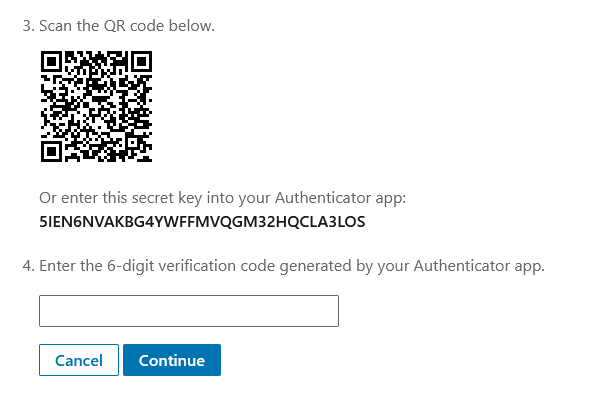 3. Scan the QR code below.
Or enter this secret key into your Authenticator app:
5IEN6NVAKBG4YWFFMVQGM32HQCLA3LOS
4. Enter the 6-digit verification code generated by your Authenticator app.
Cancel Continue